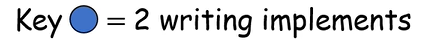 Key = 2 writing implements